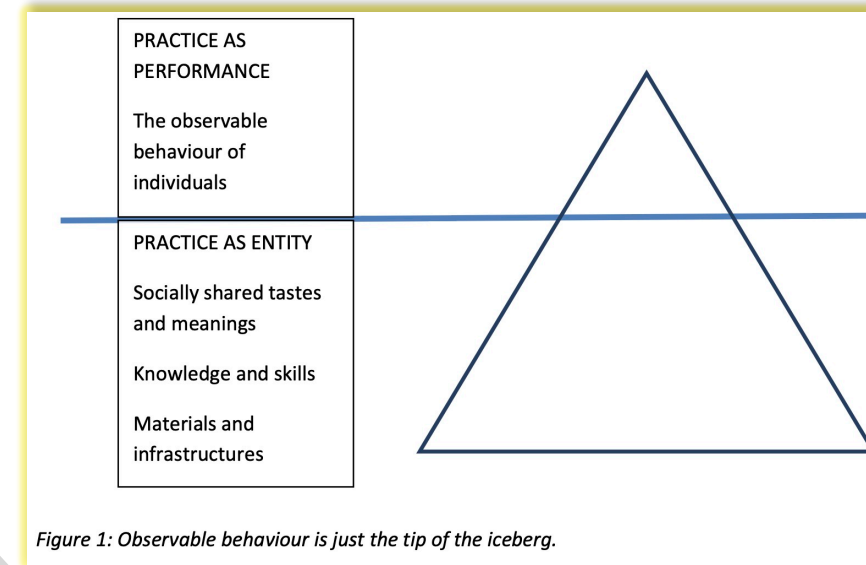 PRACTICE AS
PERFORMANCE
The observable
behaviour of
individuals
PRACTICE AS ENTITY
Socially shared tastes
and meanings
Knowledge and skills
Materials and
infrastructures
Figure 1: Observable behaviour is just the tip of the iceberg.